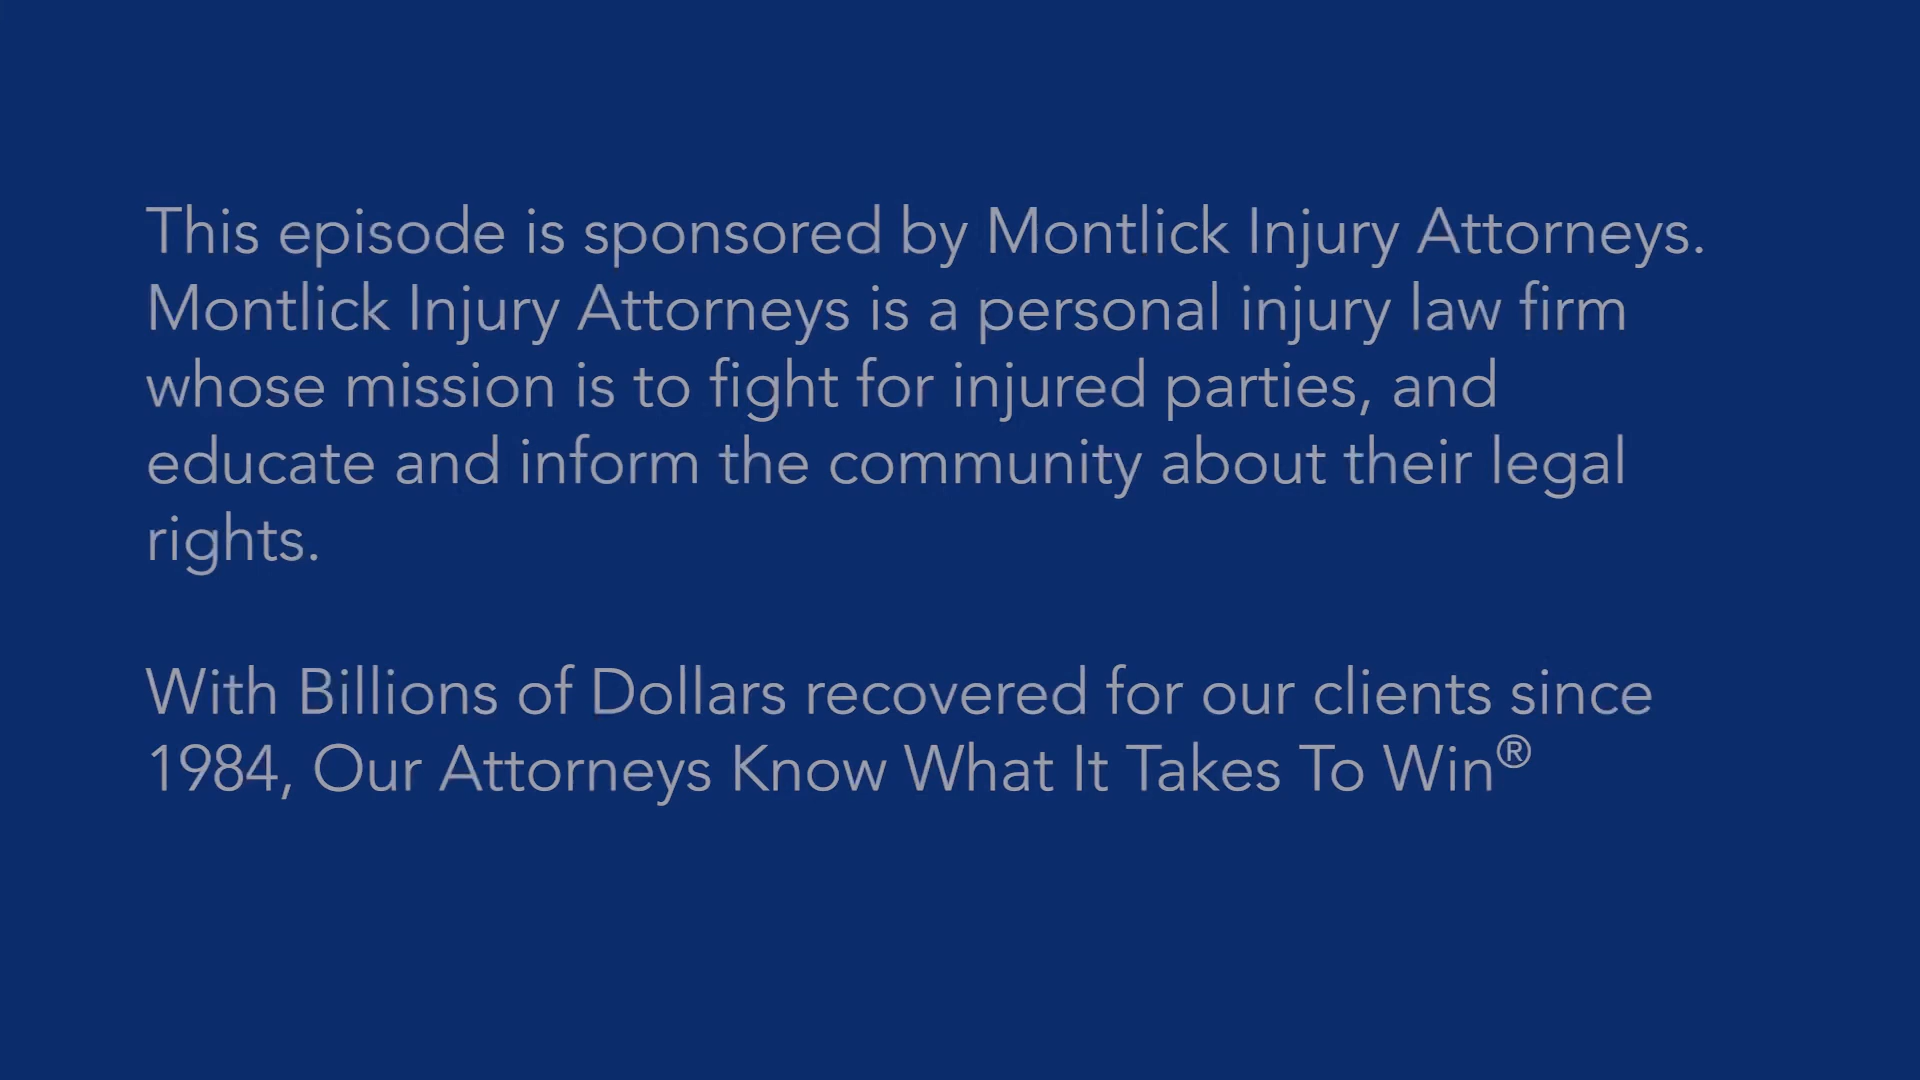 This episode is sponsored by Montlick Injury Attorneys.
Montlick Injury Attorneys is a personal injury law firm
whose mission is to fight for injured parties, and
educate and inform the community about their legal
rights.
With Billions of Dollars recovered for our clients since
1984, Our Attorneys Know What It Takes To Win®